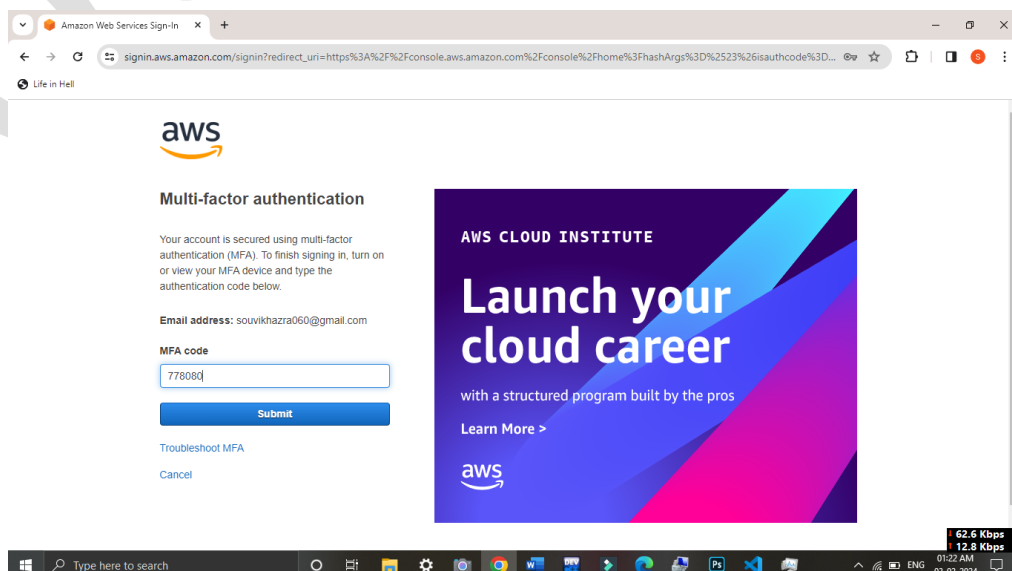 Amazon Web Services Sign-In
signin.aws.amazon.com/signin?redirect_uri=https%3A%2F%2Fconsole.aws.amazon.com%2Fconsole%2Fhome%3FhashArgs%3D%2523%26isauthcode%3D...
S
Life in Hell
aws
Multi-factor authentication
Your account is secured using multi-factor
authentication (MFA). To finish signing in, turn on
or view your MFA device and type the
authentication code below.
Email address: souvikhazra060@gmail.com
MFA code
778080
Submit
Troubleshoot MFA
Cancel
AWS CLOUD INSTITUTE
Launch your
cloud career
with a structured program built by the pros
Learn More >
aws
62.6 Kbps
12.8 Kbps
Type here to search
DEV
Ps
ENG
01:22 AM